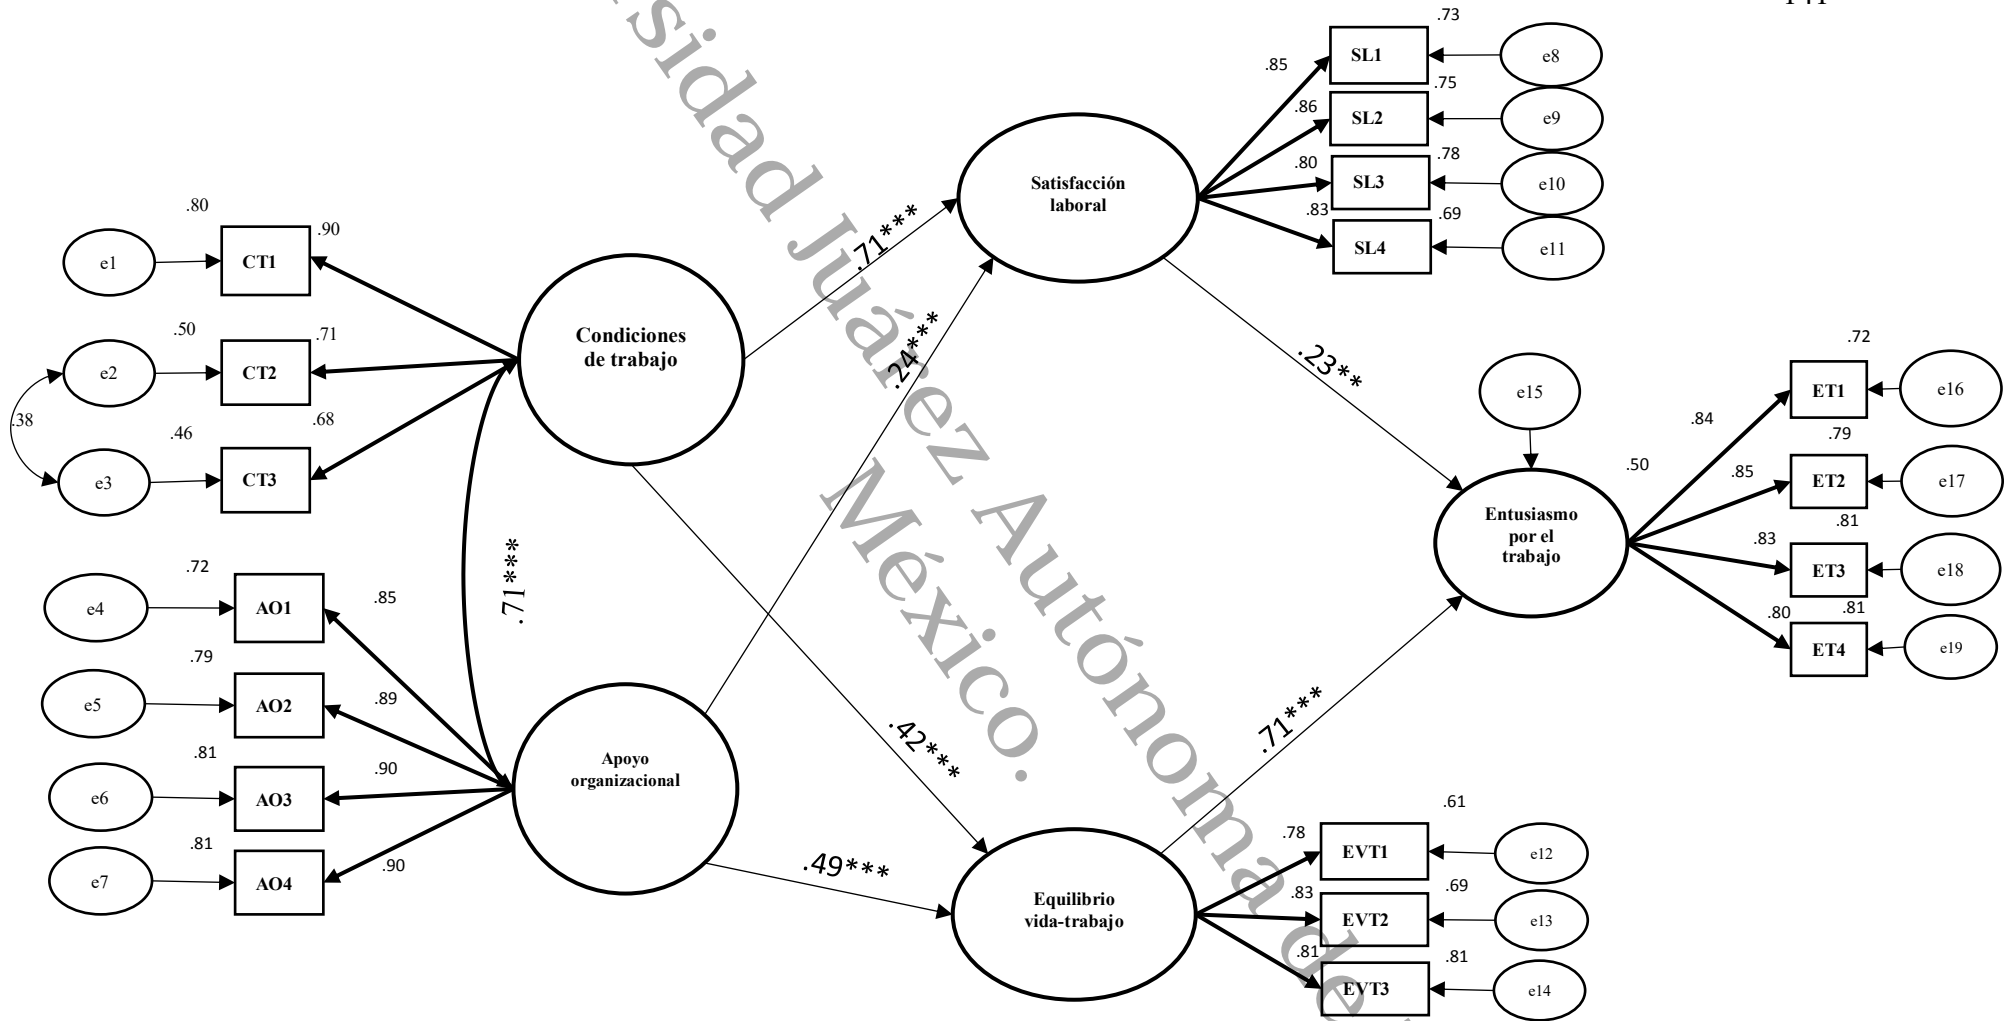 .73
SL1
e8
.85
.75
SL2
e9
.86
.78
SL3
e10
.80
.69
SL4
e11
.83
Satisfacción
laboral
.80
.90
e1
CT1
.50
.71
e2
CT2
.38
.46
.68
e3
CT3
Condiciones
de trabajo
.71***
.24***
.23**
.71***
.72
.85
e4
AO1
.79
.89
e5
AO2
.81
.90
e6
AO3
.81
.90
e7
AO4
Apoyo
organizacional
.42***
.49***
.71***
e15
.50
Entusiasmo
por el
trabajo
.72
.84
ET1
e16
.79
.85
ET2
e17
.81
.83
ET3
e18
.81
.80
ET4
e19
Equilibrio
vida-trabajo
.61
.78
EVT1
e12
.69
.83
EVT2
e13
.81
.81
EVT3
e14
sidad Juárez Autónoma de
México.